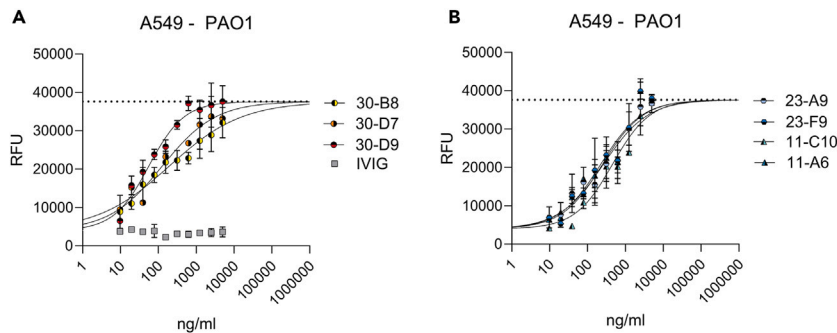 A
A549 - PAO1
50000
40000
30000
20000
10000
0
RFU
1
10
100
1000
10000
100000
1000000
ng/ml
30-B8
30-D7
30-D9
IVIG
B
A549 - PAO1
50000
40000
30000
20000
10000
0
RFU
1
10
100
1000
10000
100000
1000000
ng/ml
23-A9
23-F9
11-C10
11-A6